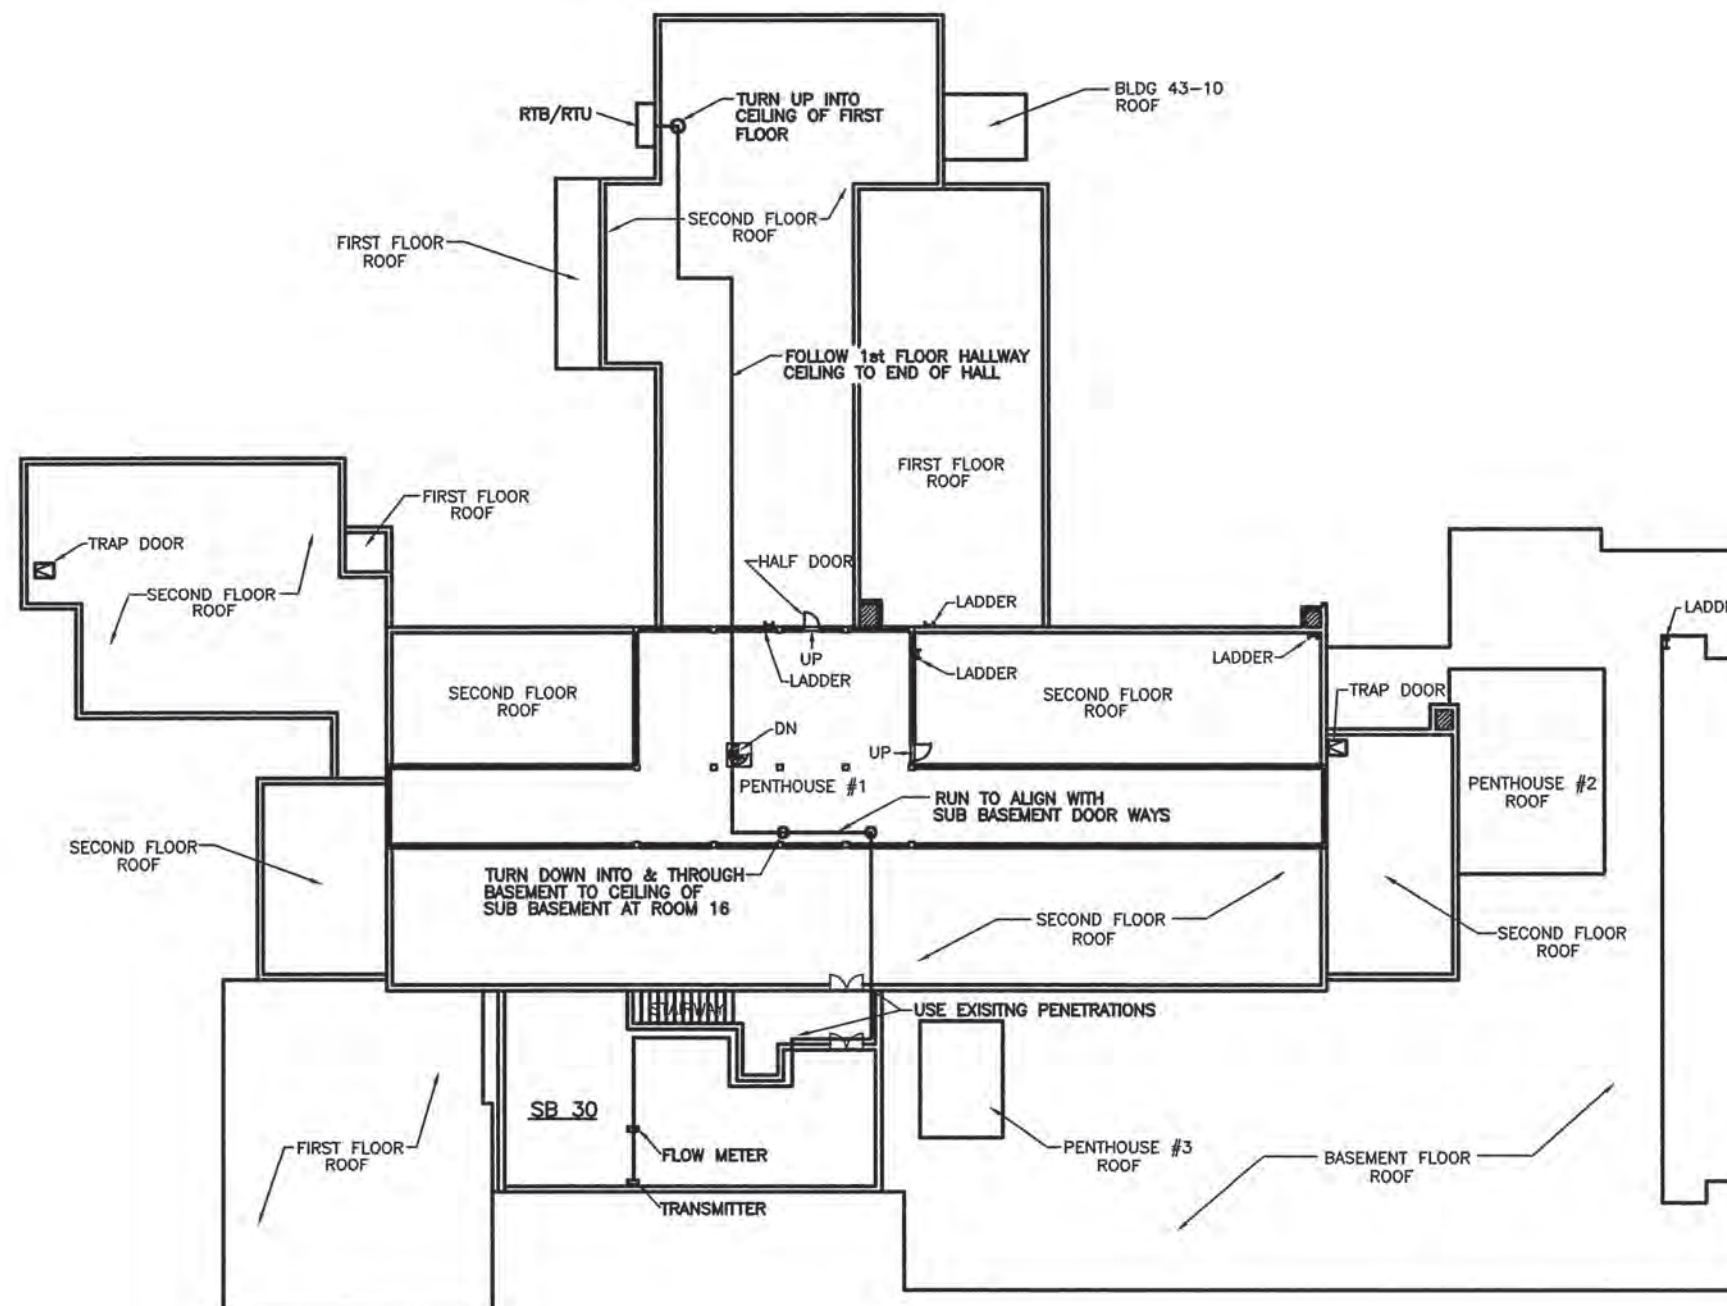 RTB/RTU
TURN UP INTO
CEILING OF FIRST
FLOOR
BLDG 43-10
ROOF
SECOND FLOOR
ROOF
FIRST FLOOR
ROOF
FOLLOW 1st FLOOR HALLWAY
CEILING TO END OF HALL
FIRST FLOOR
ROOF
FIRST FLOOR
ROOF
TRAP DOOR
SECOND FLOOR
ROOF
HALF DOOR
LADDER
LADD
UP
LADDER
LADDER
LADDER
SECOND FLOOR
ROOF
SECOND FLOOR
ROOF
TRAP DOOR
DN
UP
PENTHOUSE #1
PENTHOUSE #2
ROOF
RUN TO ALIGN WITH
SUB BASEMENT DOOR WAYS
SECOND FLOOR
ROOF
TURN DOWN INTO & THROUGH
BASEMENT TO CEILING OF
SUB BASEMENT AT ROOM 16
SECOND FLOOR
ROOF
SECOND FLOOR
ROOF
STAIRWAY
USE EXISITNG PENETRATIONS
SB 30
FLOW METER
TRANSMITTER
FIRST FLOOR
ROOF
PENTHOUSE #3
ROOF
BASEMENT FLOOR
ROOF